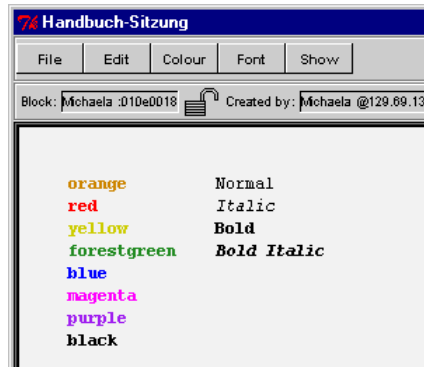 Handbuch-Sitzung
File Edit Colour Font Show
Block: Michaela :010e0018 Created by: Michaela @129.69.13
orange Normal
red Italic
yellow Bold
forestgreen Bold Italic
blue
magenta
purple
black